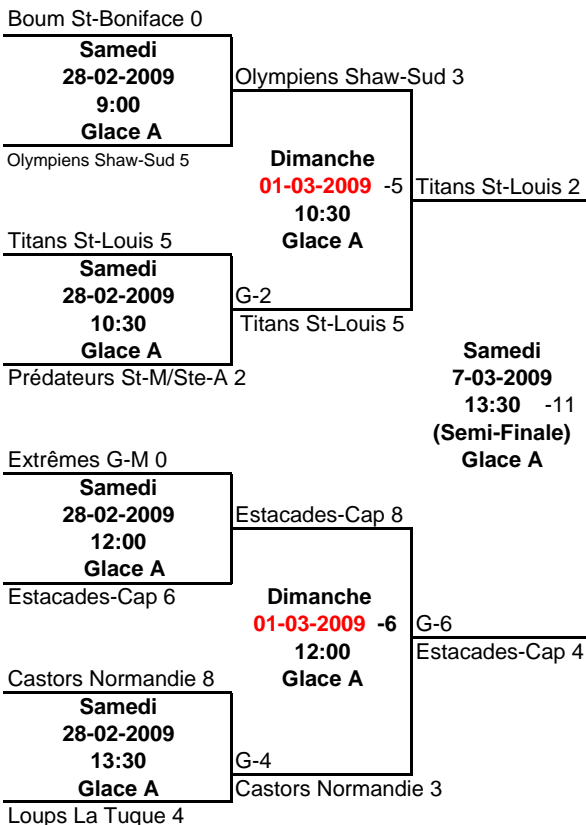 Boum St-Boniface 0
Samedi
28-02-2009
9:00
Glace A
Olympiens Shaw-Sud 5
Olympiens Shaw-Sud 3
Dimanche
01-03-2009 -5
10:30
Glace A
Titans St-Louis 2
Titans St-Louis 5
Samedi
28-02-2009
10:30
Glace A
Prédateurs St-M/Ste-A 2
G-2
Titans St-Louis 5
Samedi
7-03-2009
13:30 -11
(Semi-Finale)
Glace A
Extrêmes G-M 0
Samedi
28-02-2009
12:00
Glace A
Estacades-Cap 6
Estacades-Cap 8
Dimanche
01-03-2009 -6
12:00
Glace A
G-6
Estacades-Cap 4
Castors Normandie 8
Samedi
28-02-2009
13:30
Glace A
Loups La Tuque 4
G-4
Castors Normandie 3